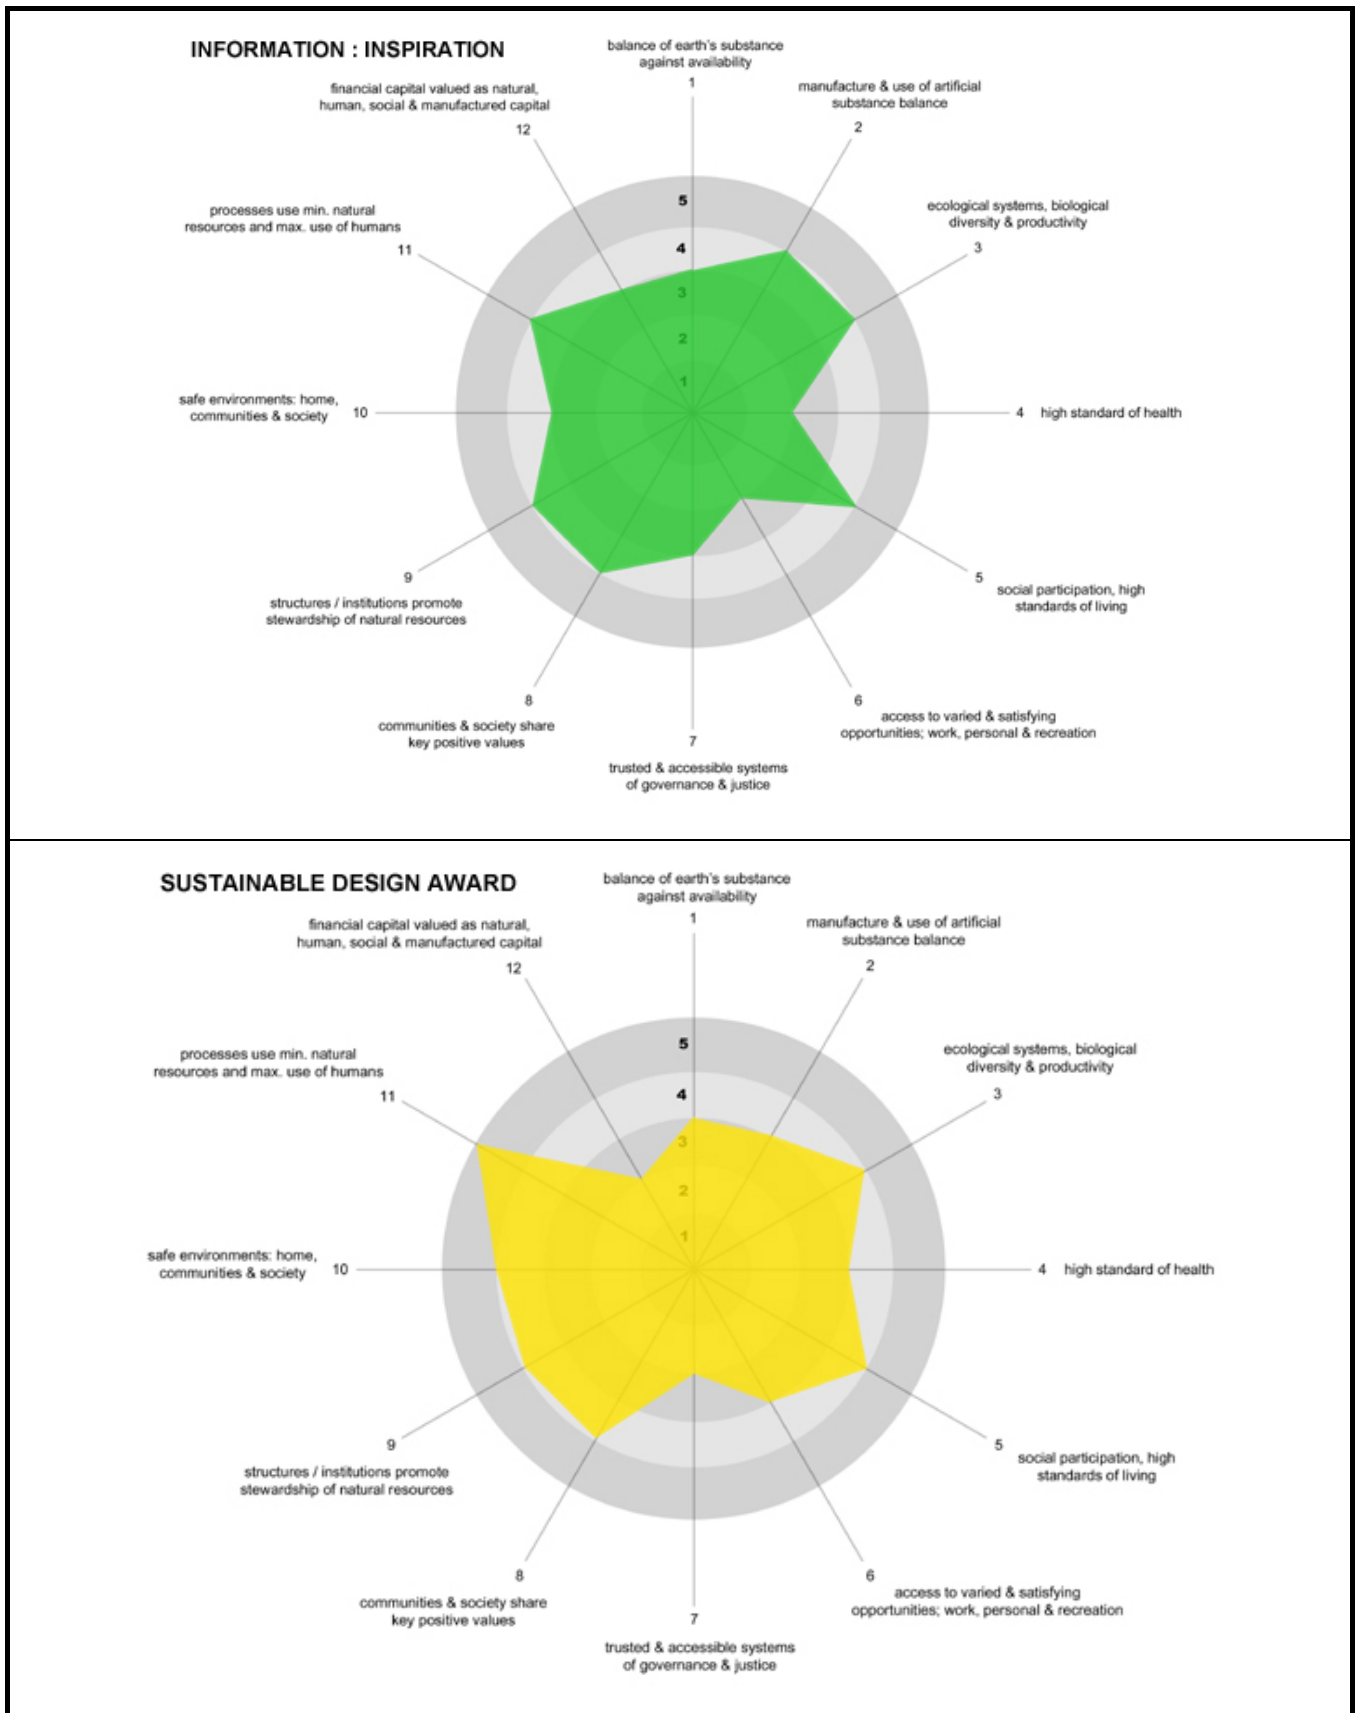 INFORMATION : INSPIRATION
balance of earth's substance
against availability
1
manufacture & use of artificial
substance balance
2
ecological systems, biological
diversity & productivity
3
4 high standard of health
5
social participation, high
standards of living
6
access to varied & satisfying
opportunities; work, personal & recreation
7
trusted & accessible systems
of governance & justice
8
communities & society share
key positive values
9
structures / institutions promote
stewardship of natural resources
safe environments: home,
communities & society
10
processes use min. natural
resources and max. use of humans
11
financial capital valued as natural,
human, social & manufactured capital
12
5
4
3
2
1
SUSTAINABLE DESIGN AWARD
balance of earth's substance
against availability
1
manufacture & use of artificial
substance balance
2
ecological systems, biological
diversity & productivity
3
4 high standard of health
5
social participation, high
standards of living
6
access to varied & satisfying
opportunities; work, personal & recreation
7
trusted & accessible systems
of governance & justice
8
communities & society share
key positive values
9
structures / institutions promote
stewardship of natural resources
safe environments: home,
communities & society
10
processes use min. natural
resources and max. use of humans
11
financial capital valued as natural,
human, social & manufactured capital
12
5
4
3
2
1